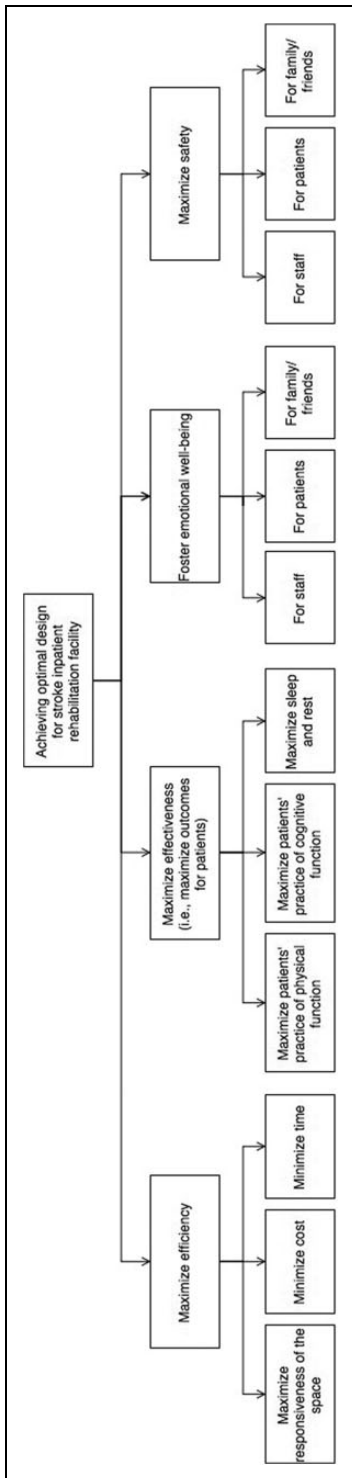 Achieving optimal design
for stroke inpatient
rehabilitation facility
Maximize efficiency
Maximize effectiveness
(i.e., maximize outcomes
for patients)
Foster emotional well-being
Maximize safety
Maximize
responsiveness of the
space
Minimize cost
Minimize time
Maximize patients'
practice of physical
function
Maximize patients'
practice of cognitive
function
Maximize sleep
and rest
For staff
For patients
For family/
friends
For staff
For patients
For family/
friends